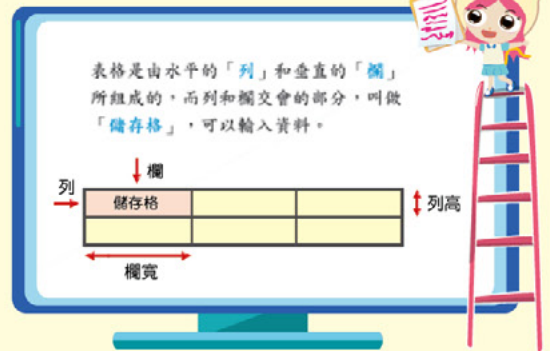 表格是由水平的「列」和垂直的「欄」
所組成的，而列和欄交會的部分，叫做
「儲存格」，可以輸入資料。
欄
列
儲存格
列高
欄寬